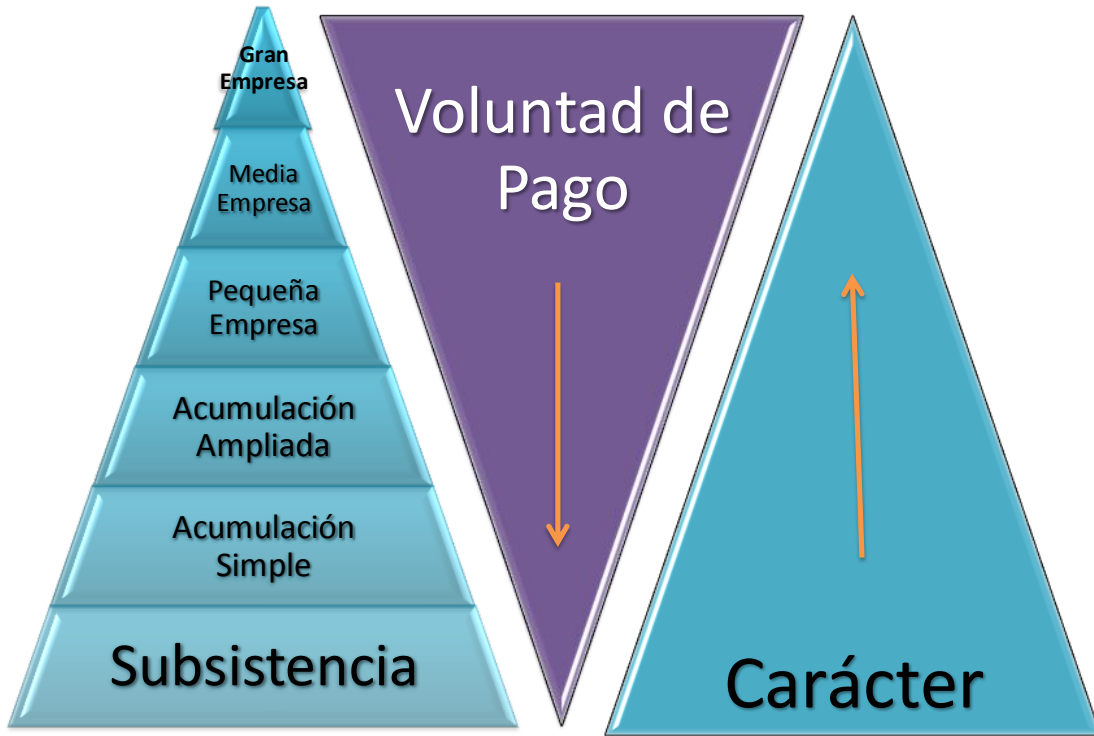 Gran
Empresa
Media
Empresa
Pequeña
Empresa
Acumulación
Ampliada
Acumulación
Simple
Subsistencia
Voluntad de
Pago
Carácter